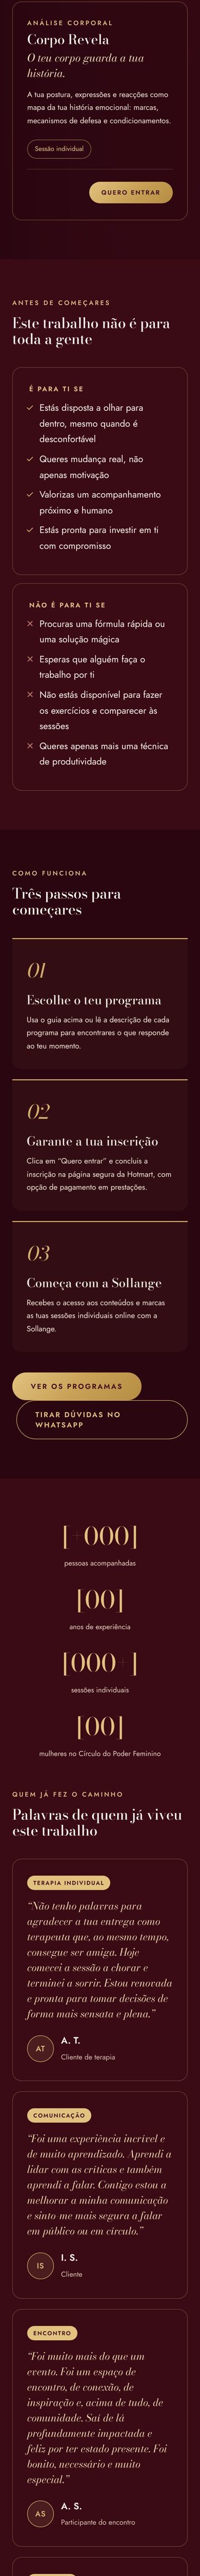 ANÁLISE CORPORAL
Corpo Revela
O teu corpo guarda a tua
história.
A tua postura, expressões e reacções como
mapa da tua história emocional: marcas,
mecanismos de defesa e condicionamentos.
Sessão individual
QUERO ENTRAR
ANTES DE COMEÇARES
Este trabalho não é para
toda a gente
É PARA TI SE
✓ Estás disposta a olhar para
dentro, mesmo quando é
desconfortável
✓ Queres mudança real, não
apenas motivação
✓ Valorizas um acompanhamento
próximo e humano
✓ Estás pronta para investir em ti
com compromisso
NÃO É PARA TI SE
✕ Procuras uma fórmula rápida ou
uma solução mágica
✕ Esperas que alguém faça o
trabalho por ti
✕ Não estás disponível para fazer
os exercícios e comparecer às
sessões
✕ Queres apenas mais uma técnica
de produtividade
COMO FUNCIONA
Três passos para
começares
01
Escolhe o teu programa
Usa o guia acima ou lê a descrição de cada
programa para encontrares o que responde
ao teu momento.
02
Garante a tua inscrição
Clica em “Quero entrar” e concluis a
inscrição na página segura da Hotmart, com
opção de pagamento em prestações.
03
Começa com a Sollange
Recebes o acesso aos conteúdos e marcas
as tuas sessões individuais online com a
Sollange.
VER OS PROGRAMAS
TIRAR DÚVIDAS NO
WHATSAPP
[+000]
pessoas acompanhadas
[00]
anos de experiência
[000+]
sessões individuais
[00]
mulheres no Círculo do Poder Feminino
QUEM JÁ FEZ O CAMINHO
Palavras de quem já viveu
este trabalho
TERAPIA INDIVIDUAL
“Não tenho palavras para
agradecer a tua entrega como
terapeuta que, ao mesmo tempo,
consegue ser amiga. Hoje
comecei a sessão a chorar e
terminei a sorrir. Estou renovada
e pronta para tomar decisões de
forma mais sensata e plena.”
AT
A. T.
Cliente de terapia
COMUNICAÇÃO
“Foi uma experiência incrível e
de muito aprendizado. Aprendi a
lidar com as críticas e também
aprendi a falar. Contigo estou a
melhorar a minha comunicação
e sinto-me mais segura a falar
em público ou em círculo.”
IS
I. S.
Cliente
ENCONTRO
“Foi muito mais do que um
evento. Foi um espaço de
encontro, de conexão, de
inspiração e, acima de tudo, de
comunidade. Saí de lá
profundamente impactada e
feliz por ter estado presente. Foi
bonito, necessário e muito
especial.”
AS
A. S.
Participante do encontro